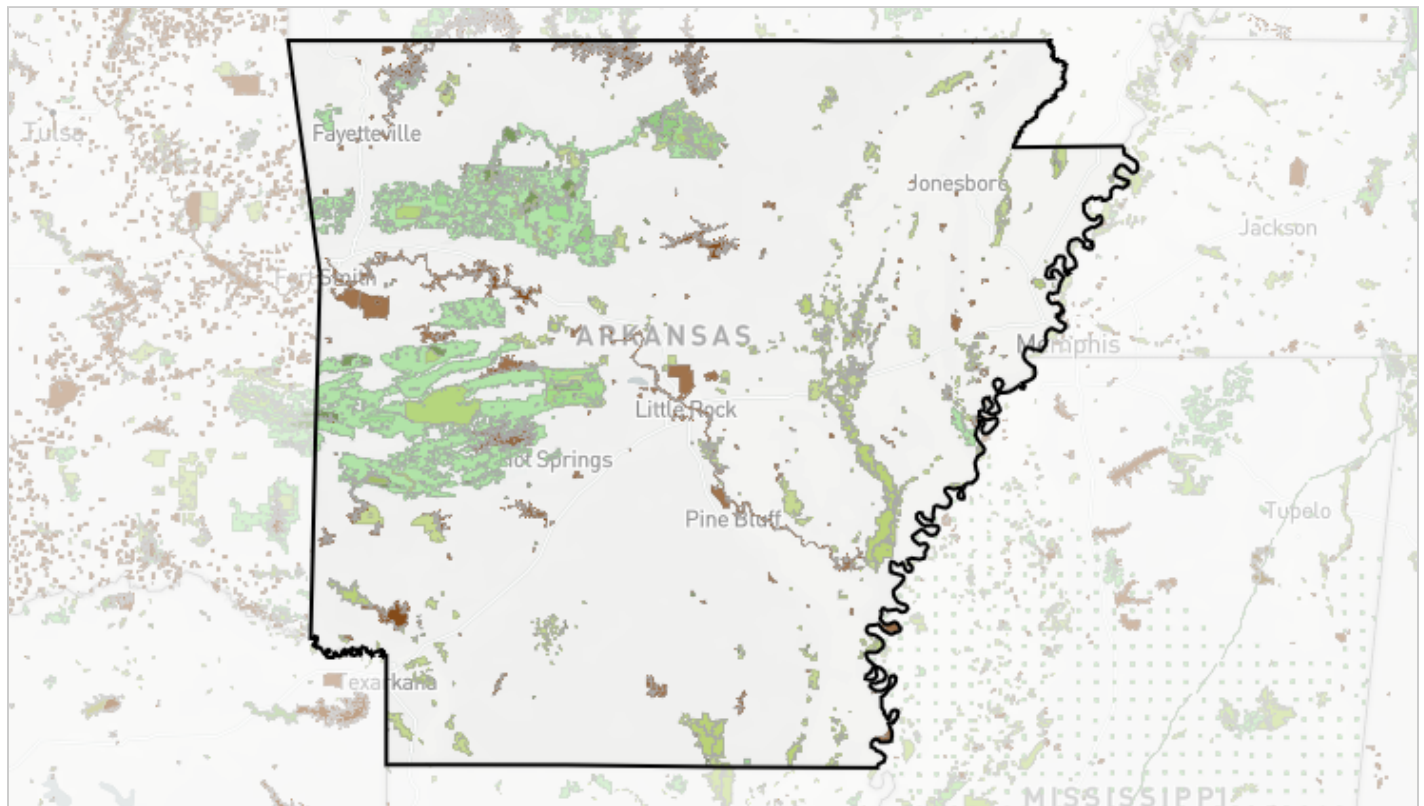 Tulsa
Fayetteville
Jonesboro
Jackson
Fort Smith
ARKANSAS
Memphis
Little Rock
Hot Springs
Pine Bluff
Tupelo
Texarkana
MISSISSIPPI